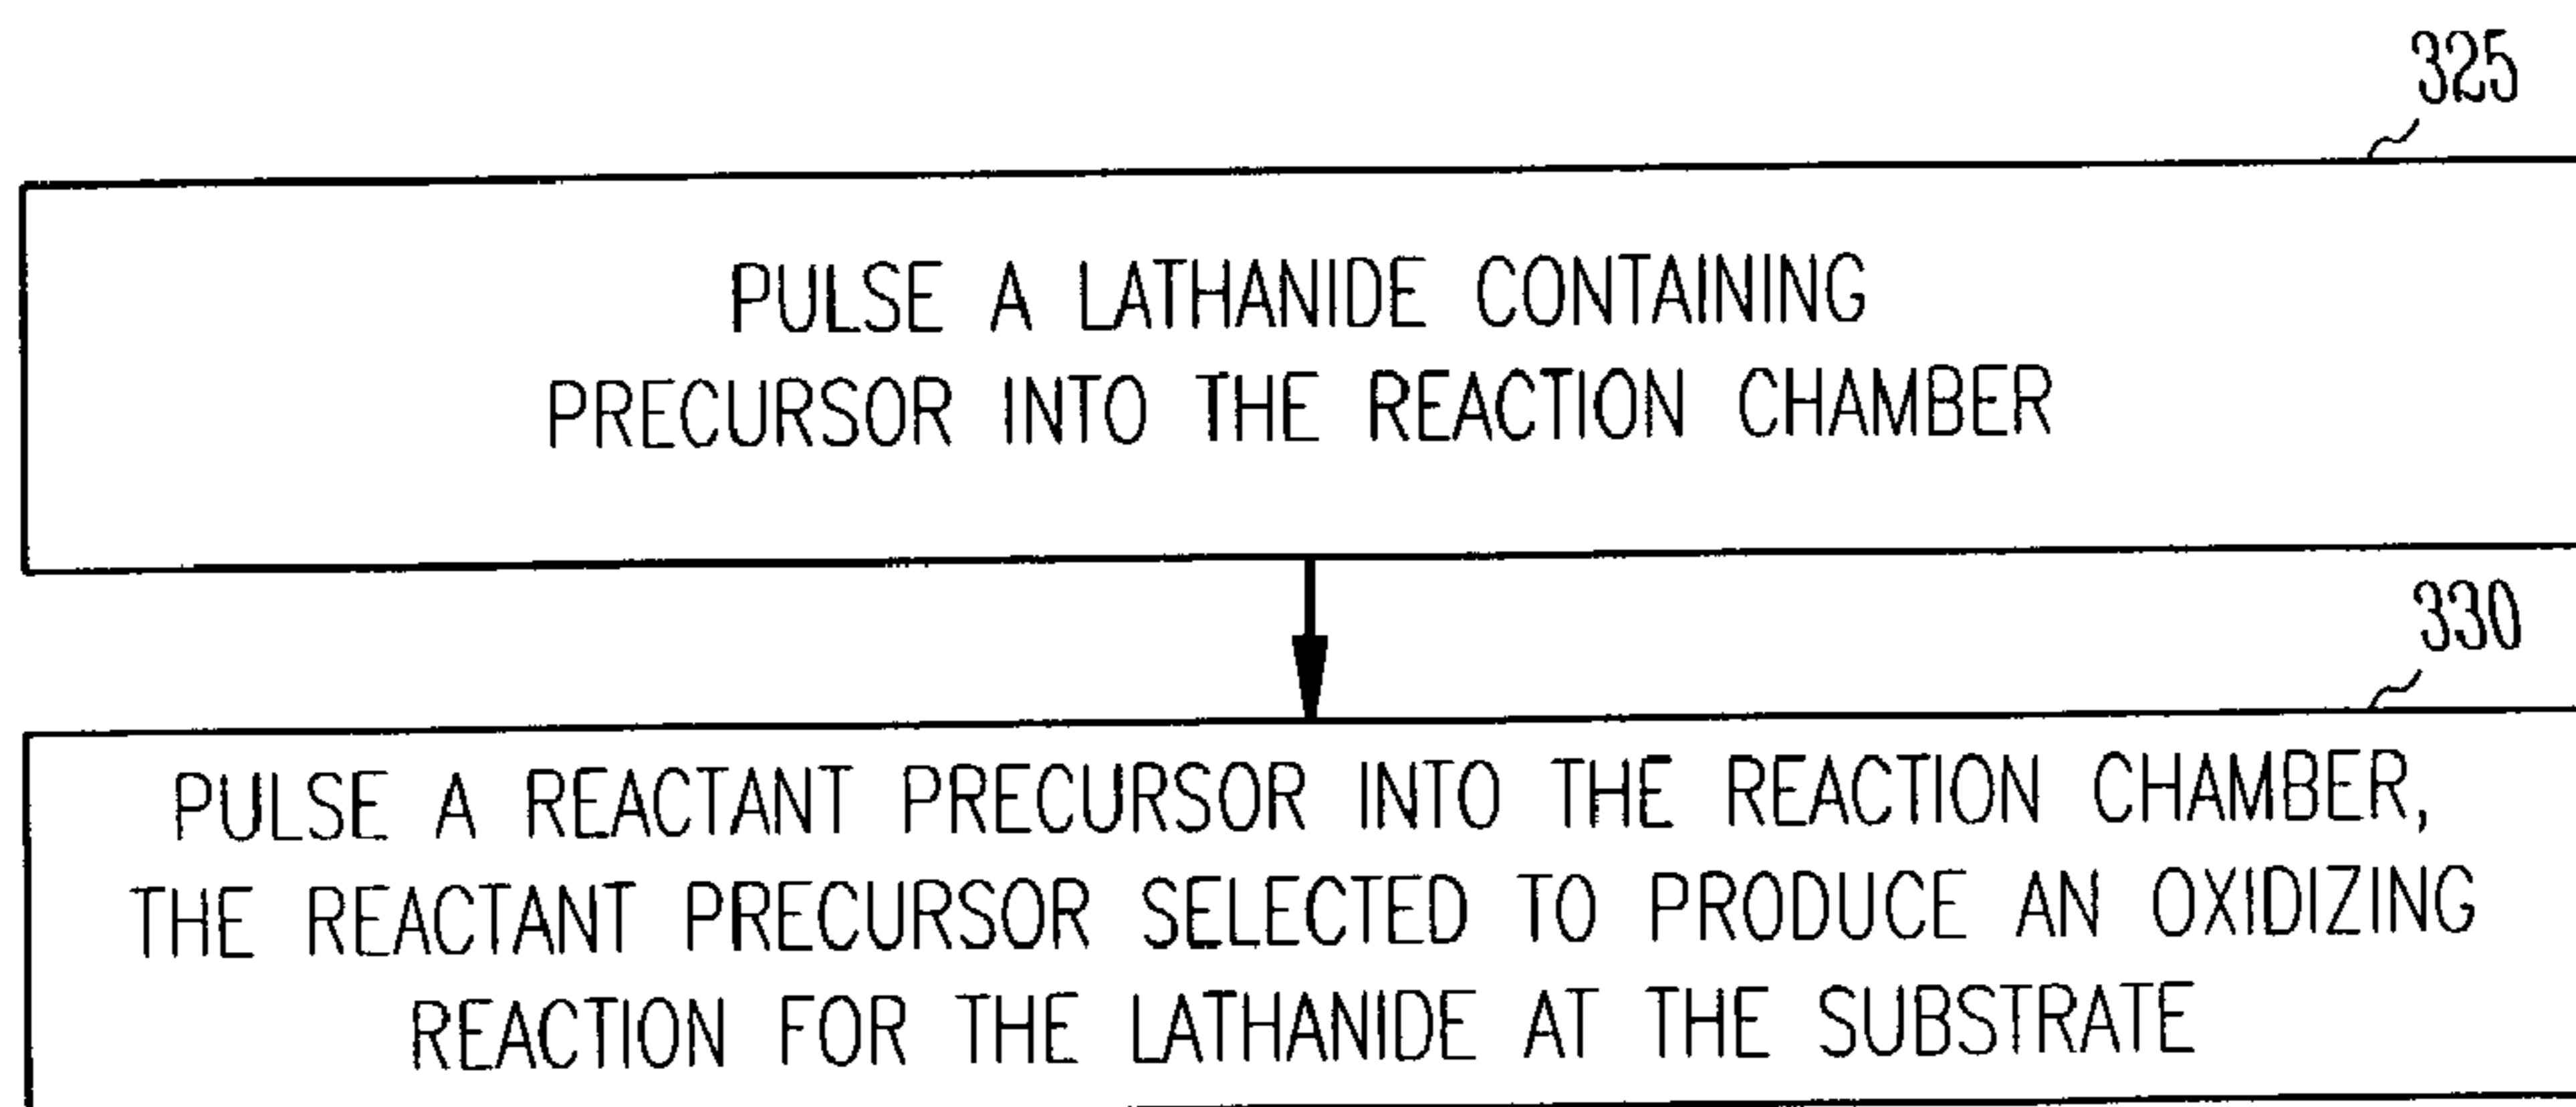 325
PULSE A LATHANIDE CONTAINING
PRECURSOR INTO THE REACTION CHAMBER
330
PULSE A REACTANT PRECURSOR INTO THE REACTION CHAMBER,
THE REACTANT PRECURSOR SELECTED TO PRODUCE AN OXIDIZING
REACTION FOR THE LATHANIDE AT THE SUBSTRATE